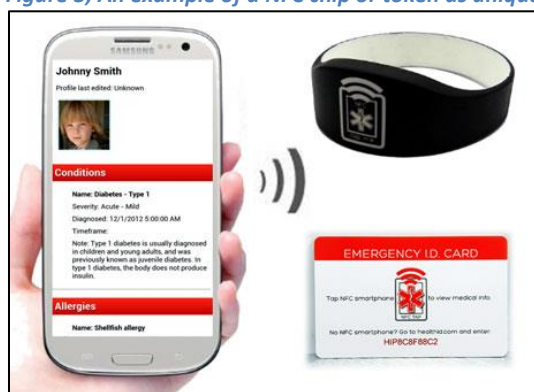 Figure 8, An example of a NFC chip or token as unique
SAMSUNG
Johnny Smith
Profile last edited: Unknown
Conditions
Name: Diabetes - Type 1
Severity: Acute - Mild
Diagnosed: 12/1/2012 5:00:00 AM
Timeframe:
Note: Type 1 diabetes is usually diagnosed
in children and young adults, and was
previously known as juvenile diabetes. In
type 1 diabetes, the body does not produce
insulin.
Allergies
Name: Shellfish allergy
EMERGENCY I.D. CARD
Tap NFC smartphone to view medical info
NFC TAP
No NFC smartphone? Go to healthid.com and enter:
HIP8C8F88C2